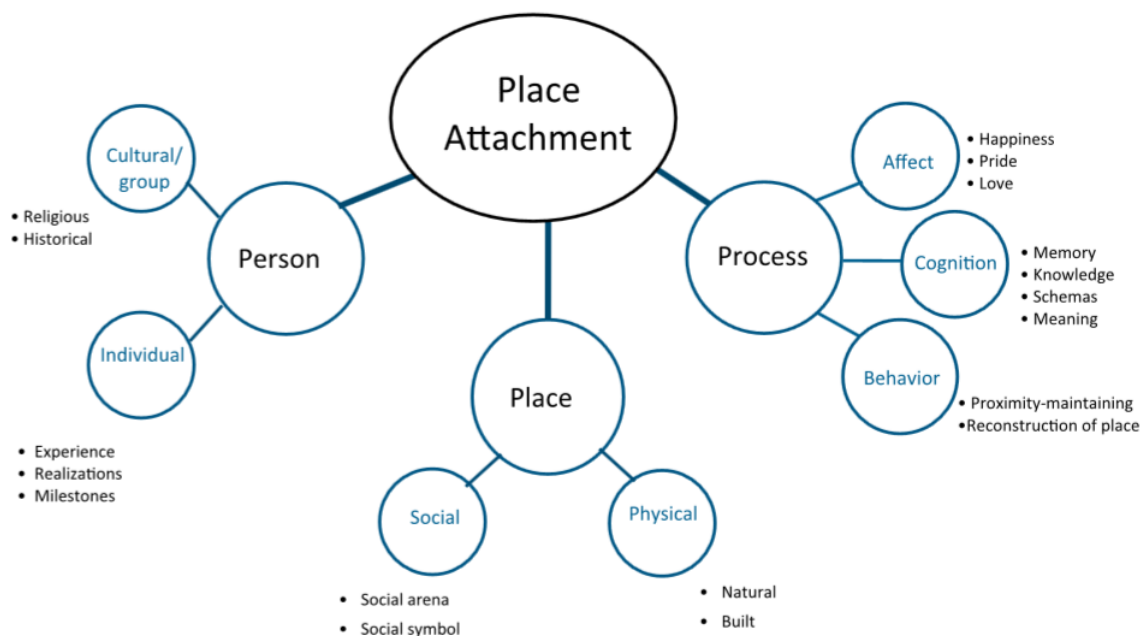 Place
Attachment
Cultural/
group
• Religious
• Historical
Person
Individual
• Experience
• Realizations
• Milestones
Place
Social
• Social arena
• Social symbol
Physical
• Natural
• Built
Process
Affect
• Happiness
• Pride
• Love
Cognition
• Memory
• Knowledge
• Schemas
• Meaning
Behavior
• Proximity-maintaining
•Reconstruction of place